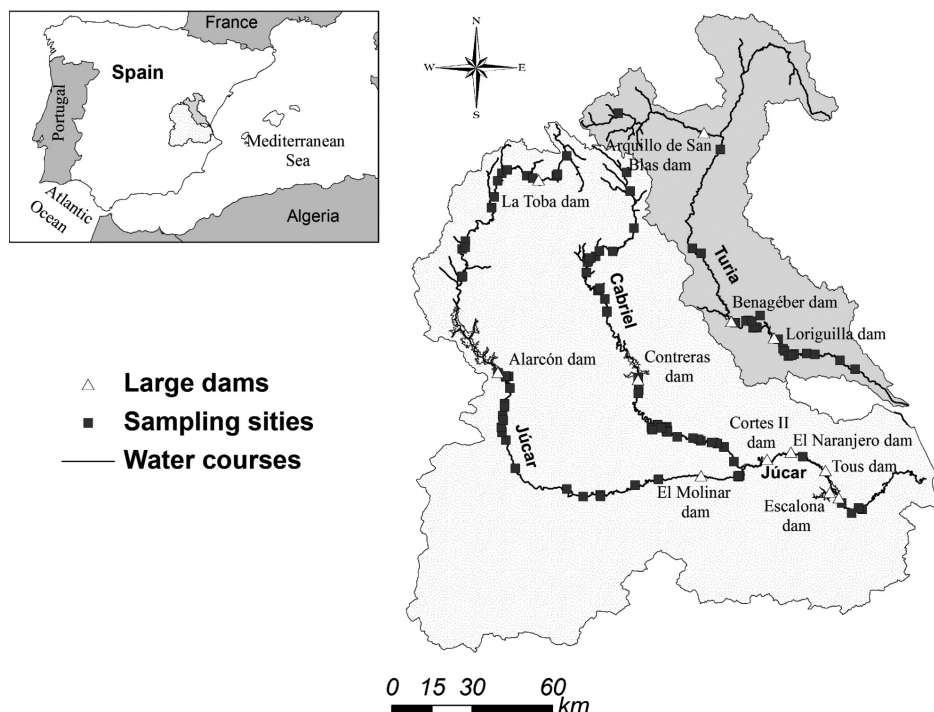 France
Spain
Portugal
Mediterranean
Sea
Atlantic
Ocean
Algeria
N
W
E
S
Arquillo de San
Blas dam
La Toba dam
Turia
Cabriel
Benagéber dam
Loriguilla dam
Alarcón dam
Contreras
dam
Large dams
Sampling sities
Water courses
Júcar
Cortes II
dam
El Naranjero dam
Júcar
Tous dam
El Molinar
dam
Escalona
dam
0 15 30 60
km